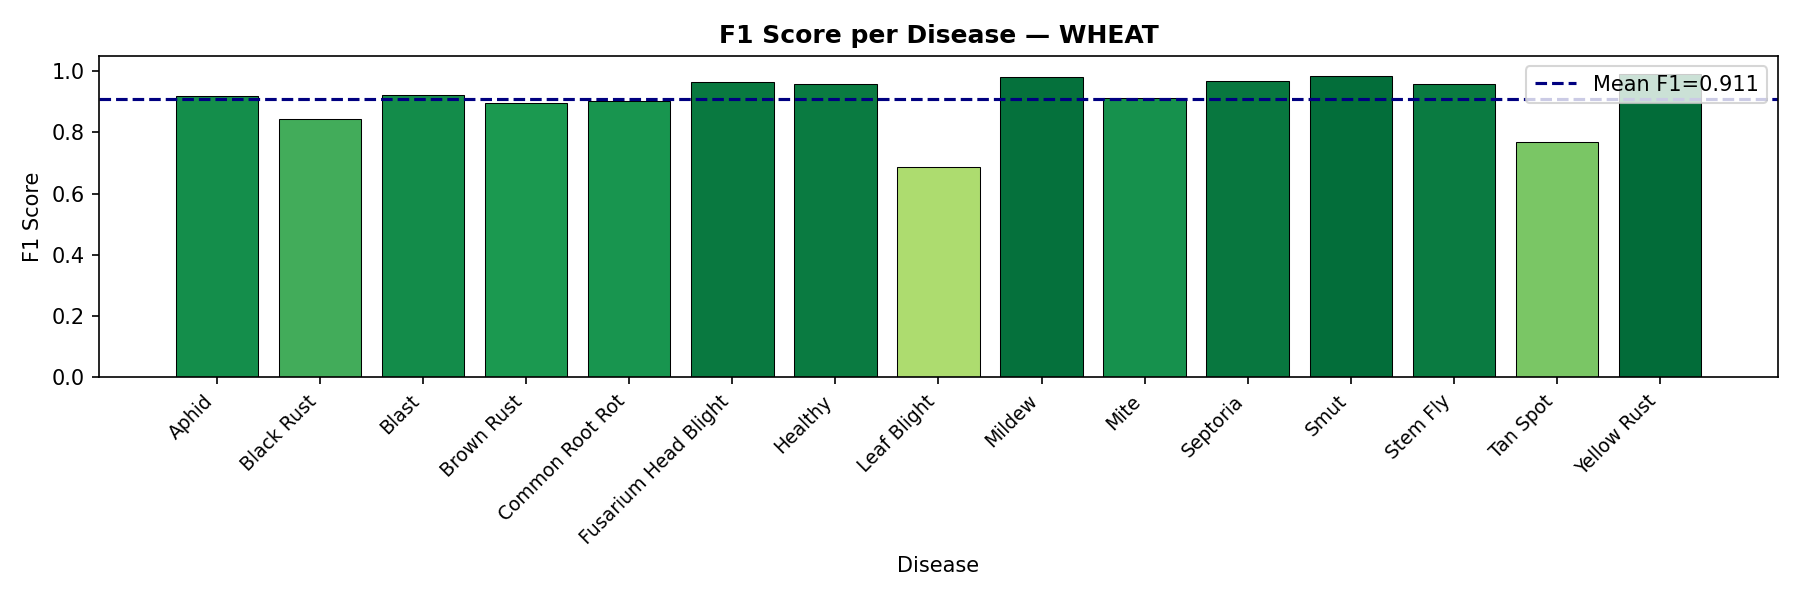 F1 Score per Disease — WHEAT
Mean F1=0.911
F1 Score
1.0
0.8
0.6
0.4
0.2
0.0
Aphid
Black Rust
Blast
Brown Rust
Common Root Rot
Fusarium Head Blight
Healthy
Leaf Blight
Mildew
Mite
Septoria
Smut
Stem Fly
Tan Spot
Yellow Rust
Disease